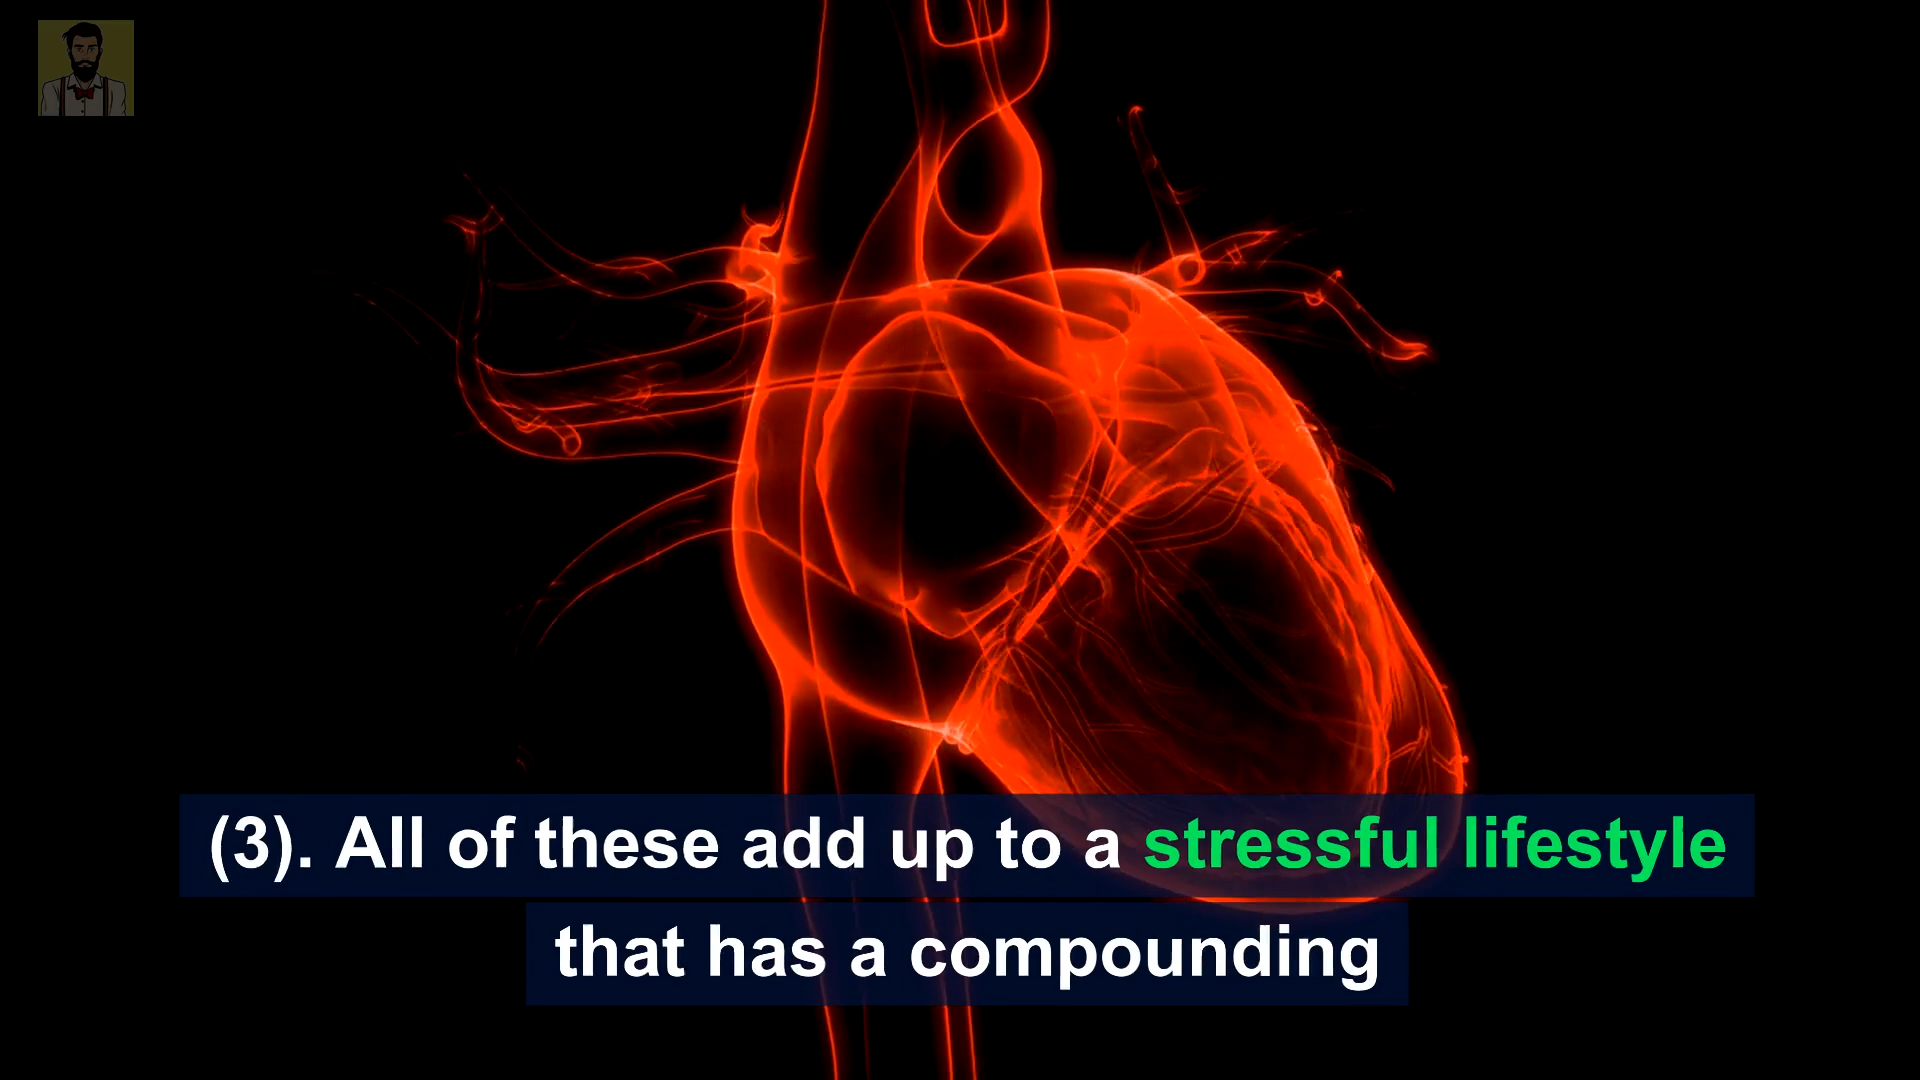 (3). All of these add up to a stressful lifestyle
that has a compounding